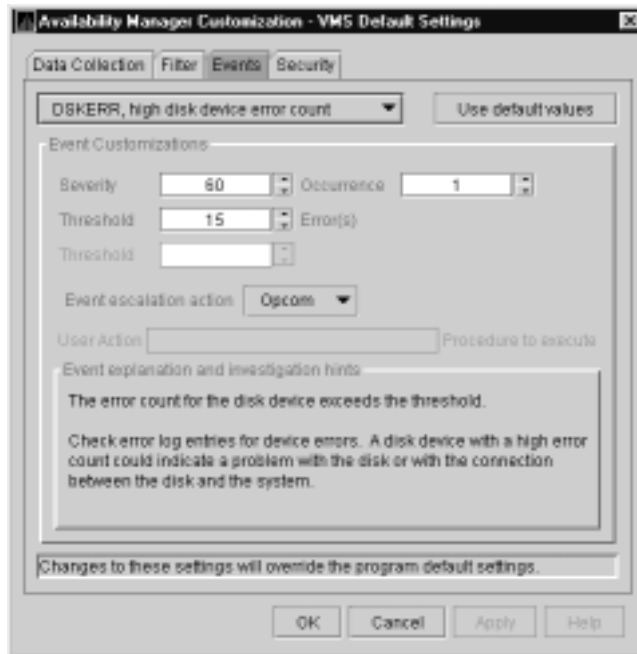 Availability Manager Customization - VMS Default Settings
Data Collection Filter Events Security
DSKERR, high disk device error count Use default values
Event Customizations
Severity 60 Occurrence 1
Threshold 15 Error(s)
Threshold
Event escalation action Opcom
User Action Procedure to execute
Event explanation and investigation hints
The error count for the disk device exceeds the threshold.
Check error log entries for device errors. A disk device with a high error
count could indicate a problem with the disk or with the connection
between the disk and the system.
Changes to these settings will override the program default settings.
OK Cancel Apply Help